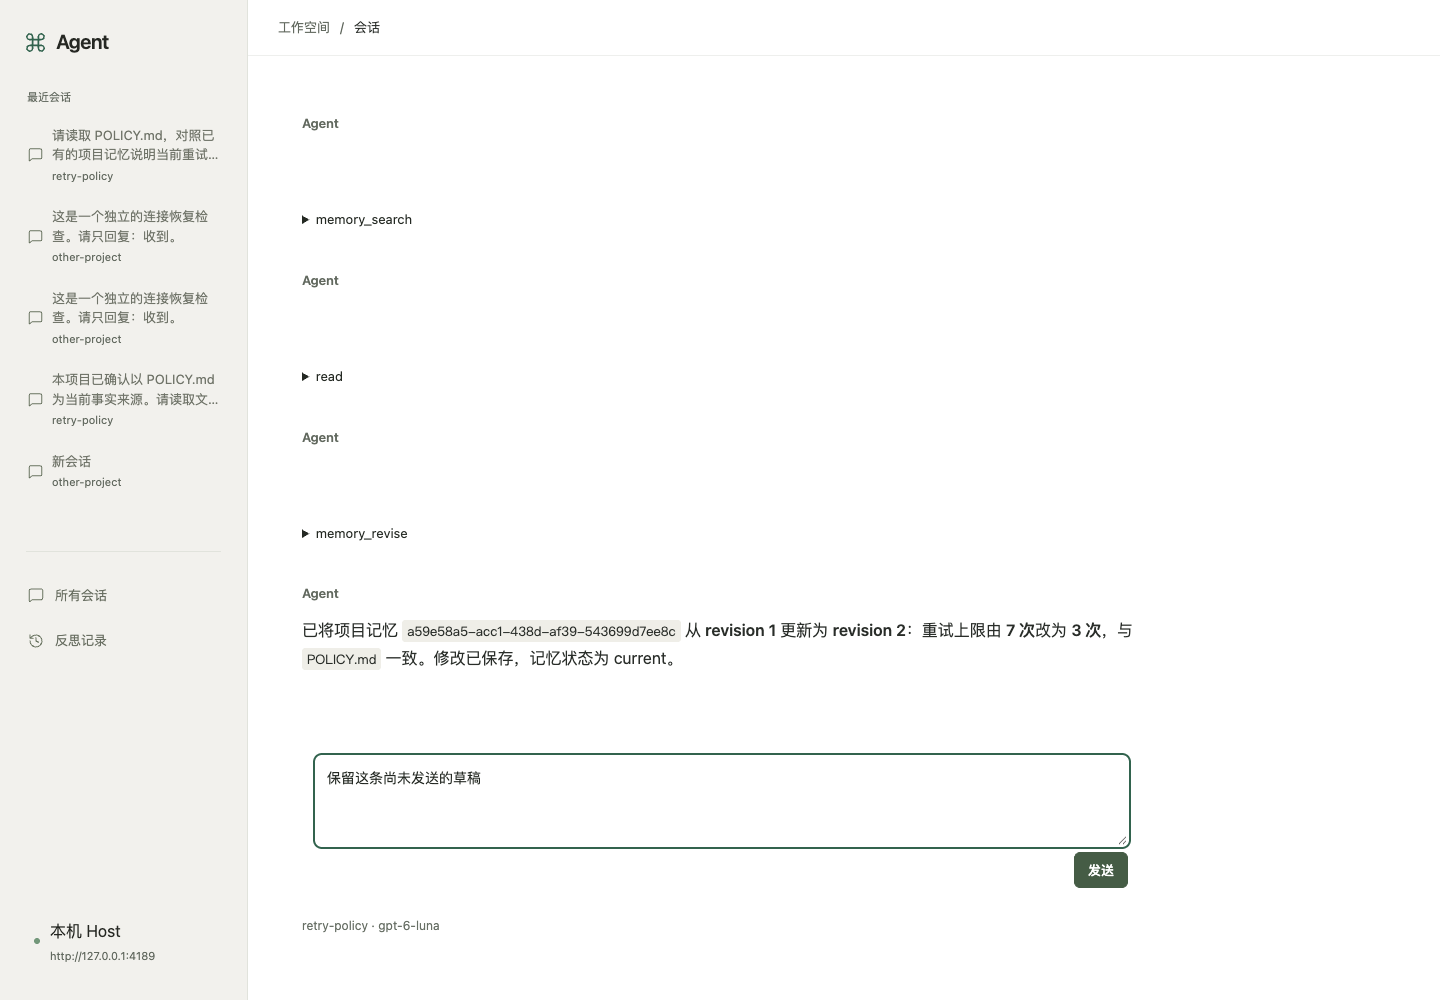 Agent
最近会话
请读取 POLICY.md，对照已
有的项目记忆说明当前重试...
retry-policy
这是一个独立的连接恢复检
查。请只回复：收到。
other-project
这是一个独立的连接恢复检
查。请只回复：收到。
other-project
本项目已确认以 POLICY.md
为当前事实来源。请读取文...
retry-policy
新会话
other-project
所有会话
反思记录
本机 Host
http://127.0.0.1:4189
工作空间 / 会话
Agent
memory_search
Agent
read
Agent
memory_revise
Agent
已将项目记忆 a59e58a5-acc1-438d-af39-543699d7ee8c 从 revision 1 更新为 revision 2：重试上限由 7 次改为 3 次，与
POLICY.md 一致。修改已保存，记忆状态为 current。
保留这条尚未发送的草稿
发送
retry-policy · gpt-6-luna